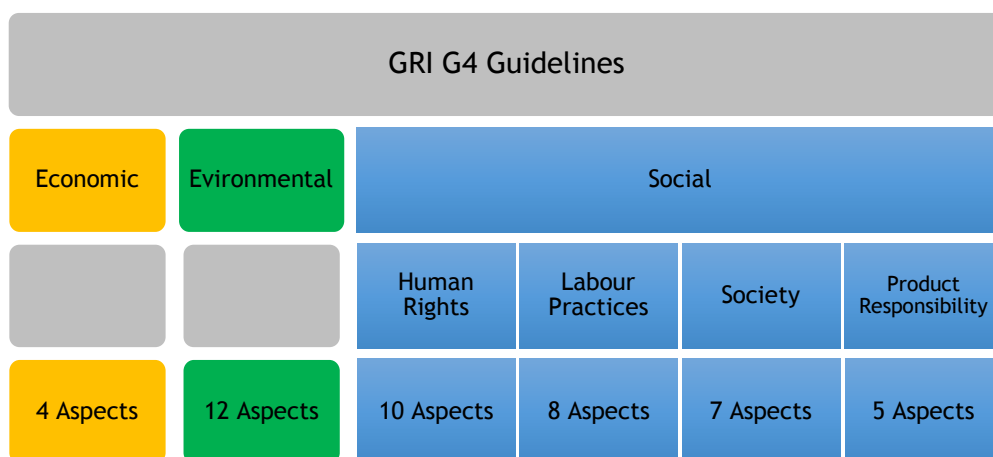 GRI G4 Guidelines
Economic
Evironmental
Social
Human
Rights
Labour
Practices
Society
Product
Responsibility
4 Aspects
12 Aspects
10 Aspects
8 Aspects
7 Aspects
5 Aspects